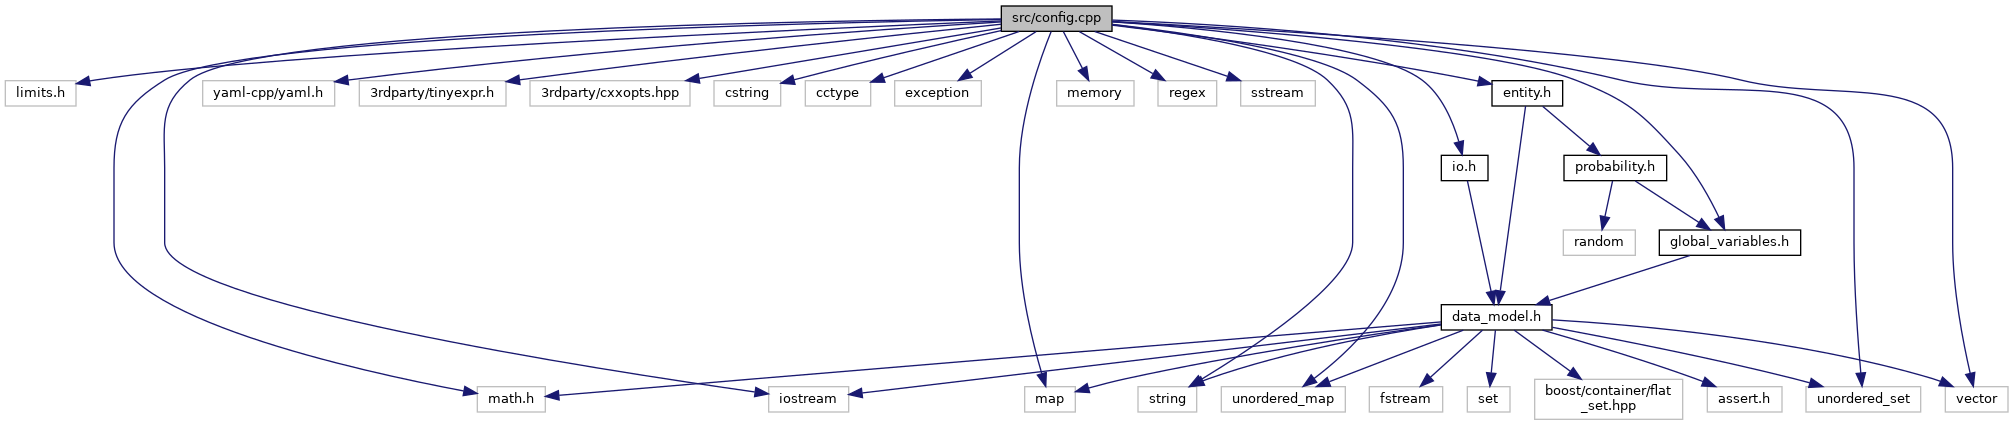 src/config.cpp
limits.h
yaml-cpp/yaml.h
3rdparty/tinyexpr.h
3rdparty/cxxopts.hpp
cstring
cctype
exception
memory
regex
sstream
entity.h
io.h
probability.h
random
global_variables.h
data_model.h
math.h
iostream
map
string
unordered_map
fstream
set
boost/container/flat
_set.hpp
assert.h
unordered_set
vector